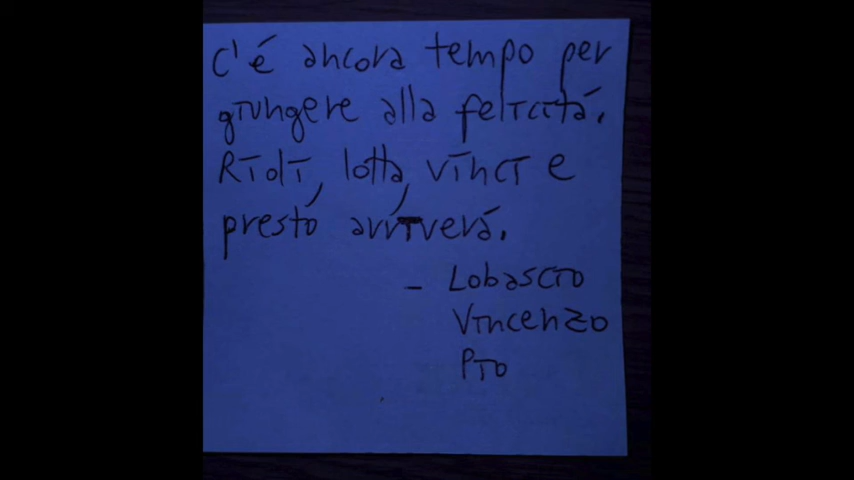 C'é ancora tempo per
giungere alla felicitá.
Ridi, lotta, vinci e
presto arriverá.
- Lobascio
Vincenzo
Pio